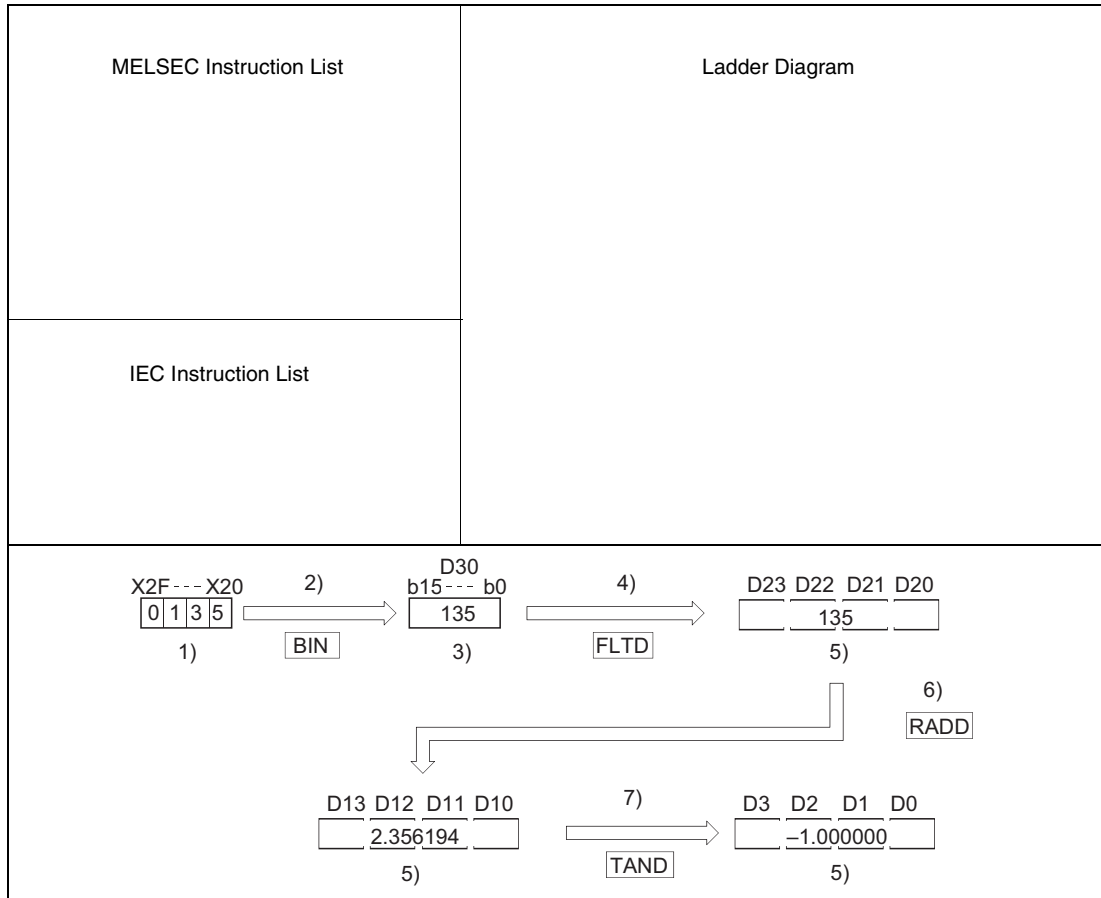 MELSEC Instruction List
Ladder Diagram
IEC Instruction List
X2F --- X20
0 1 3 5
1)
2)
BIN
D30
b15 --- b0
135
3)
4)
FLTD
D23 D22 D21 D20
135
5)
6)
RADD
D13 D12 D11 D10
2.356194
5)
7)
TAND
D3 D2 D1 D0
–1.000000
5)